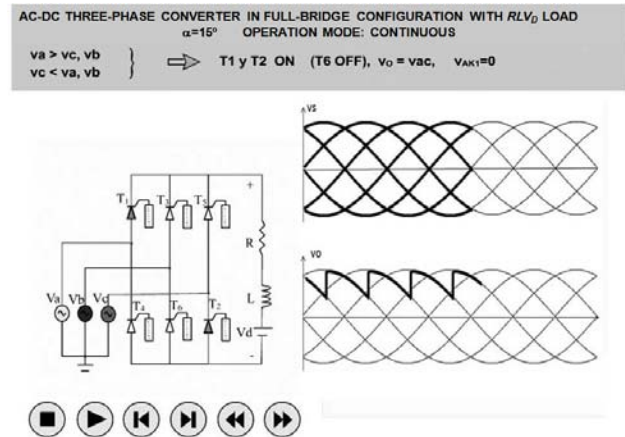 AC-DC THREE-PHASE CONVERTER IN FULL-BRIDGE CONFIGURATION WITH RLVD LOAD
α=15º OPERATION MODE: CONTINUOUS
va > vc, vb
vc < va, vb
T1 y T2 ON (T6 OFF), vO = vac, vAK1=0
VS
T1 T3 T5
+
R
L
Va Vb Vc
T4 T6 T2
Vd
-
VO